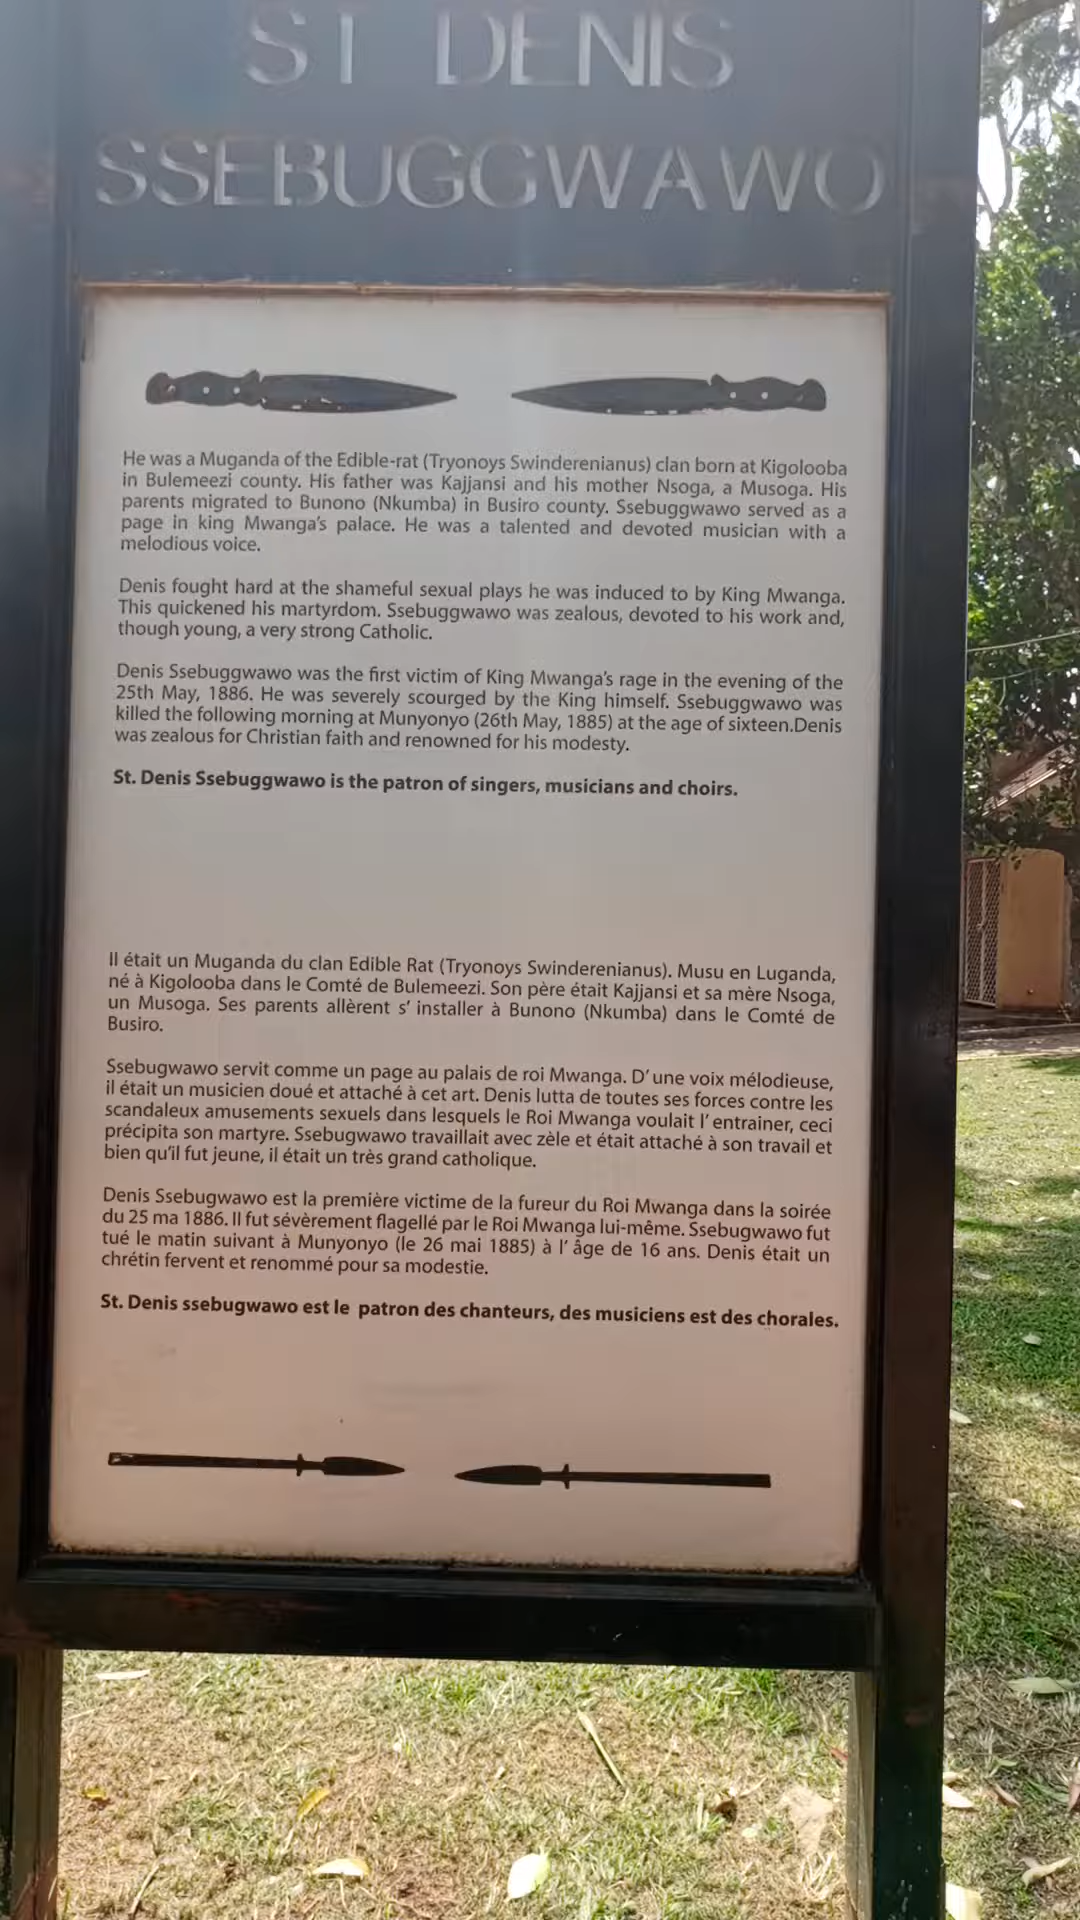 ST DENIS
SSEBUGGWAWO
He was a Muganda of the Edible-rat (Tryonoys Swinderenianus) clan born at Kigolooba
in Bulemeezi county. His father was Kajjansi and his mother Nsoga, a Musoga. His
parents migrated to Bunono (Nkumba) in Busiro county. Ssebuggwawo served as a
page in king Mwanga's palace. He was a talented and devoted musician with a
melodious voice.
Denis fought hard at the shameful sexual plays he was induced to by King Mwanga.
This quickened his martyrdom. Ssebuggwawo was zealous, devoted to his work and,
though young, a very strong Catholic.
Denis Ssebuggwawo was the first victim of King Mwanga's rage in the evening of the
25th May, 1886. He was severely scourged by the King himself. Ssebuggwawo was
killed the following morning at Munyonyo (26th May, 1885) at the age of sixteen.Denis
was zealous for Christian faith and renowned for his modesty.
St. Denis Ssebuggwawo is the patron of singers, musicians and choirs.
Il était un Muganda du clan Edible Rat (Tryonoys Swinderenianus). Musu en Luganda,
né à Kigolooba dans le Comté de Bulemeezi. Son père était Kajjansi et sa mère Nsoga,
un Musoga. Ses parents allèrent s' installer à Bunono (Nkumba) dans le Comté de
Busiro.
Ssebugwawo servit comme un page au palais de roi Mwanga. D' une voix mélodieuse,
il était un musicien doué et attaché à cet art. Denis lutta de toutes ses forces contre les
scandaleux amusements sexuels dans lesquels le Roi Mwanga voulait l' entrainer, ceci
précipita son martyre. Ssebugwawo travaillait avec zèle et était attaché à son travail et
bien qu'il fut jeune, il était un très grand catholique.
Denis Ssebugwawo est la première victime de la fureur du Roi Mwanga dans la soirée
du 25 ma 1886. Il fut sévèrement flagellé par le Roi Mwanga lui-même. Ssebugwawo fut
tué le matin suivant à Munyonyo (le 26 mai 1885) à l' âge de 16 ans. Denis était un
chrétin fervent et renommé pour sa modestie.
St. Denis ssebugwawo est le patron des chanteurs, des musiciens est des chorales.